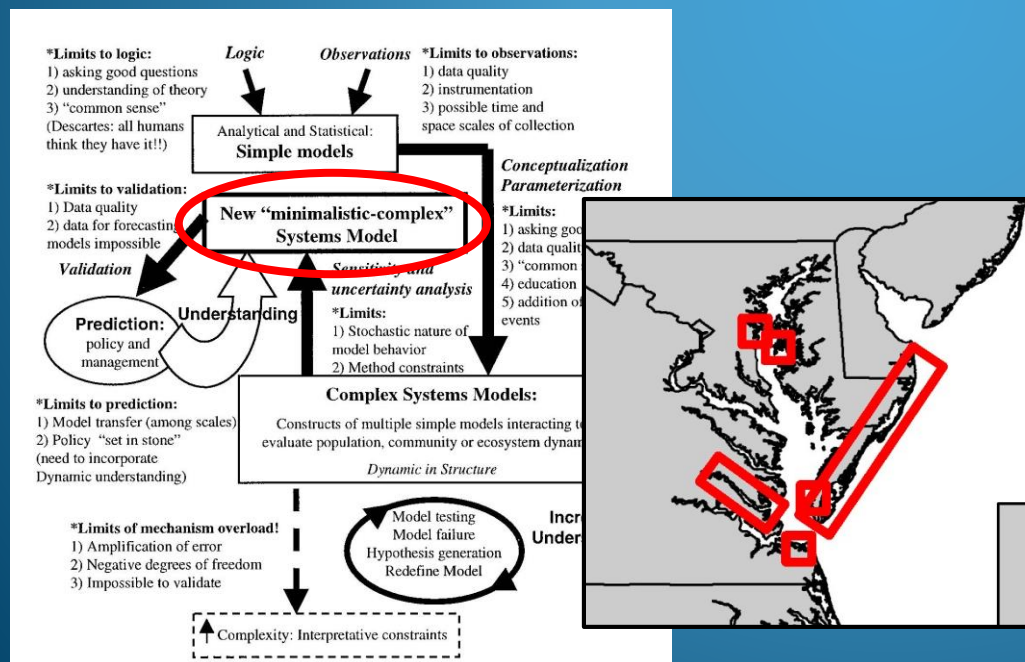 *Limits to logic:
1) asking good questions
2) understanding of theory
3) “common sense”
(Descartes: all humans
think they have it!!)
Logic
Observations
*Limits to observations:
1) data quality
2) instrumentation
3) possible time and
space scales of collection
Analytical and Statistical:
Simple models
Conceptualization
Parameterization
*Limits to validation:
1) Data quality
2) data for forecasting
models impossible
New “minimalistic-complex”
Systems Model
*Limits:
1) asking
2) data
3) “common
4) education
5) addition of
events
Validation
Sensitivity and
uncertainty analysis
Understanding
*Limits:
1) Stochastic nature of
model behavior
2) Method constraints
Prediction:
policy and
management
*Limits to prediction:
1) Model transfer (among scales)
2) Policy “set in stone”
(need to incorporate
Dynamic understanding)
Complex Systems Models:
Constructs of multiple simple models interacting to
evaluate population, community or ecosystem
Dynamic in Structure
*Limits of mechanism overload!
1) Amplification of error
2) Negative degrees of freedom
3) Impossible to validate
Model testing
Model failure
Hypothesis generation
Redefine Model
Complexity: Interpretative constraints